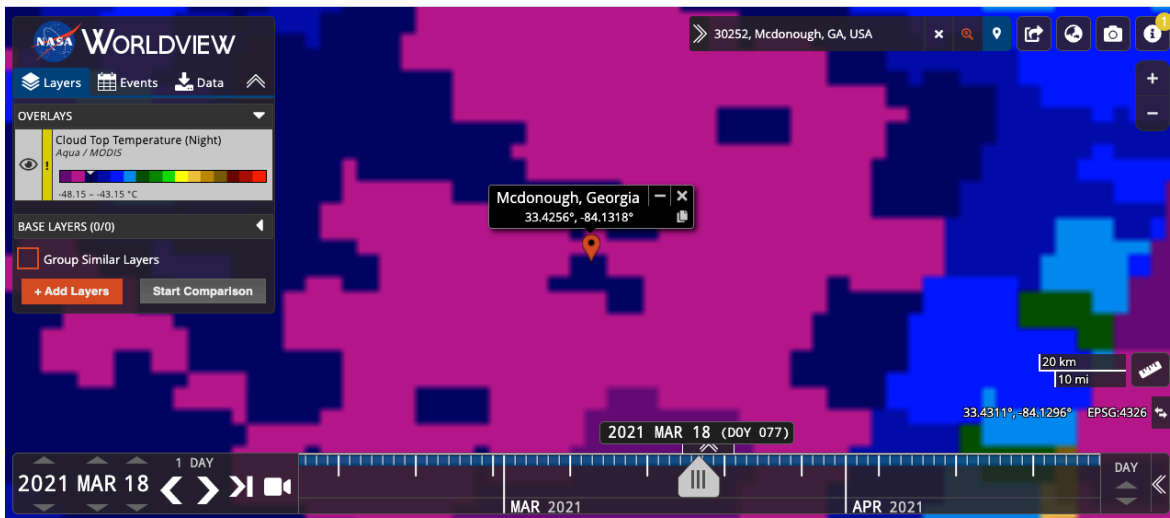 NASA WORLDVIEW
Layers Events Data
OVERLAYS
Cloud Top Temperature (Night)
Aqua / MODIS
!
-48.15 – -43.15 °C
BASE LAYERS (0/0)
Group Similar Layers
+ Add Layers Start Comparison
30252, Mcdonough, GA, USA
1
+
−
Mcdonough, Georgia
33.4256°, -84.1318°
20 km
10 mi
33.4311°, -84.1296° EPSG:4326
2021 MAR 18 (DOY 077)
1 DAY
2021 MAR 18
MAR 2021
APR 2021
DAY